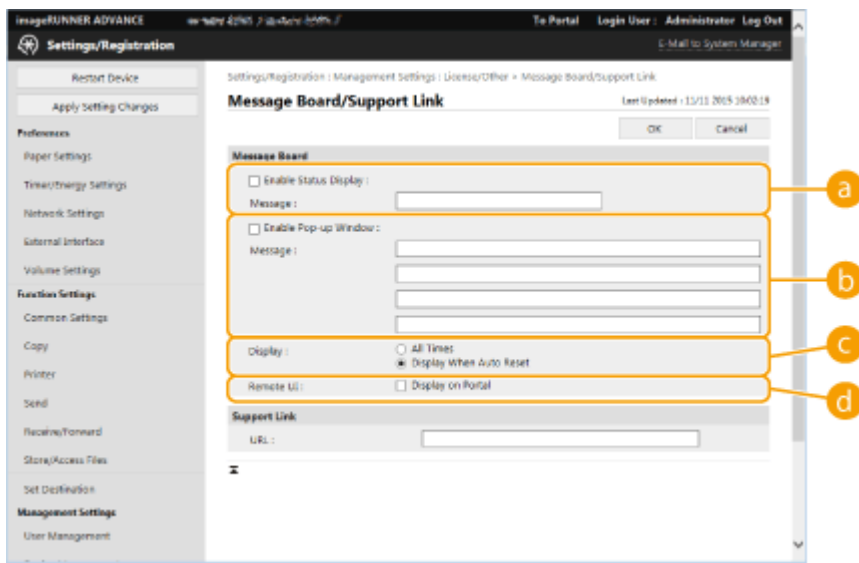 imageRUNNER ADVANCE
To Portal Login User : Administrator Log Out
Settings/Registration
E-Mail to System Manager
Restart Device
Apply Setting Changes
Preferences
Paper Settings
Timer/Energy Settings
Network Settings
External Interface
Volume Settings
Function Settings
Common Settings
Copy
Printer
Send
Receive/Forward
Store/Access Files
Set Destination
Management Settings
User Management
Settings/Registration : Management Settings : License/Other > Message Board/Support Link
Message Board/Support Link
Last Updated : 11/11 2015 10:02:19
OK Cancel
Message Board
Enable Status Display :
Message :
a
Enable Pop-up Window :
Message :
b
Display :
All Times
Display When Auto Reset
c
Remote UI :
Display on Portal
d
Support Link
URL :